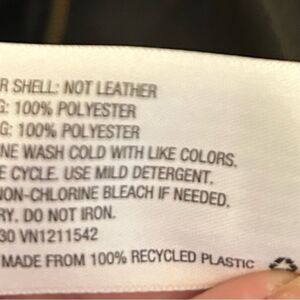 R SHELL: NOT LEATHER
G: 100% POLYESTER
G: 100% POLYESTER
NE WASH COLD WITH LIKE COLORS,
E CYCLE. USE MILD DETERGENT,
NON-CHLORINE BLEACH IF NEEDED,
RY. DO NOT IRON.
30 VN1211542
MADE FROM 100% RECYCLED PLASTIC